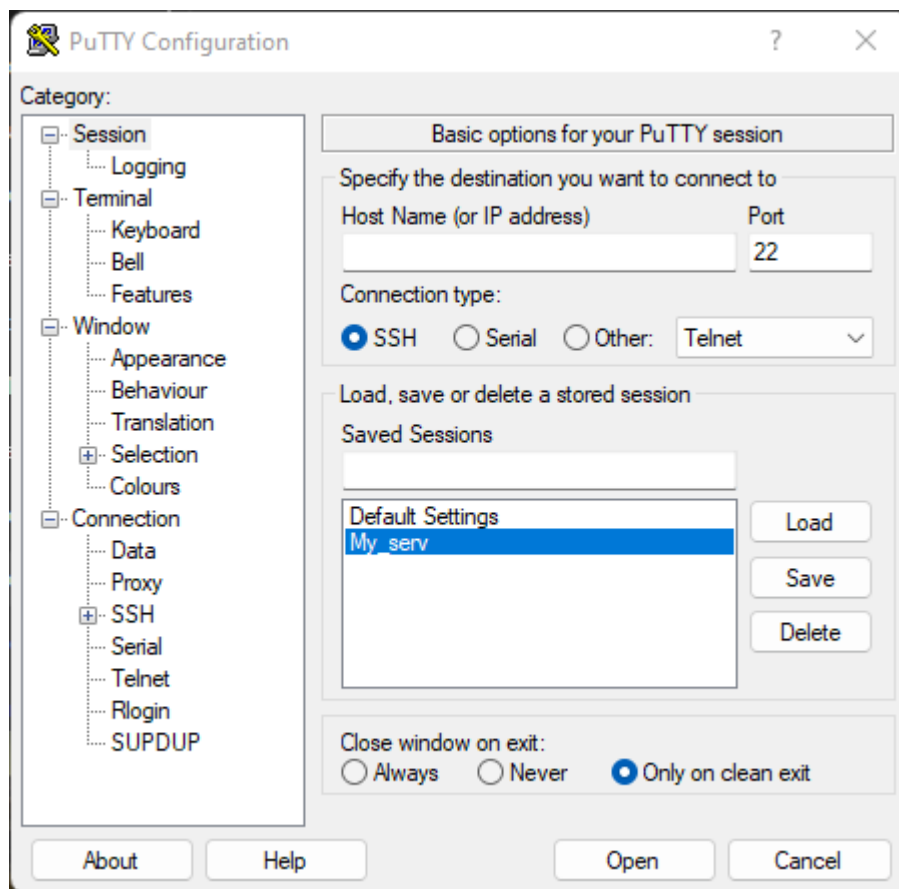 PuTTY Configuration
?
Category:
Session
Logging
Terminal
Keyboard
Bell
Features
Window
Appearance
Behaviour
Translation
Selection
Colours
Connection
Data
Proxy
SSH
Serial
Telnet
Rlogin
SUPDUP
Basic options for your PuTTY session
Specify the destination you want to connect to
Host Name (or IP address) Port
22
Connection type:
SSH Serial Other: Telnet
Load, save or delete a stored session
Saved Sessions
Default Settings
My_serv
Load
Save
Delete
Close window on exit:
Always Never Only on clean exit
About Help Open Cancel